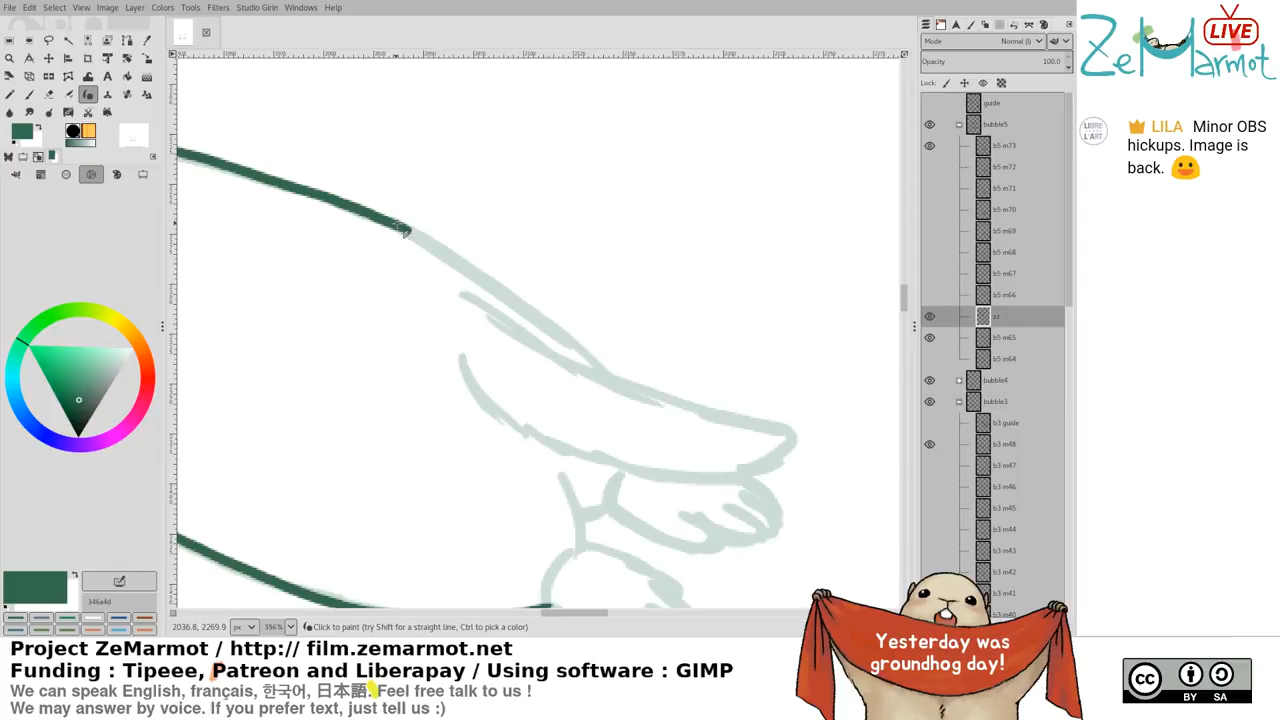 File Edit Select View Image Layer Colors Tools Filters Studio Girin Windows Help
ZeMarmot
LIVE
Mode Normal (l)
Opacity 100.0
Lock:
guide
bubble5
b5 m73
b5 m72
b5 m71
b5 m70
b5 m69
b5 m68
b5 m67
b5 m66
zz
b5 m65
b5 m64
bubble4
bubble3
b3 guide
b3 m48
b3 m47
b3 m46
b3 m45
b3 m44
b3 m43
b3 m42
b3 m41
b3 m40
LILA Minor OBS
hickups. Image is
back.
346a4d
2036.8, 2269.9 px 356% Click to paint (try Shift for a straight line, Ctrl to pick a color)
Project ZeMarmot / http:// film.zemarmot.net
Funding : Tipeee, Patreon and Liberapay / Using software : GIMP
We can speak English, français, 한국어, 日本語. Feel free talk to us !
We may answer by voice. If you prefer text, just tell us :)
Yesterday was
groundhog day!
cc
BY SA